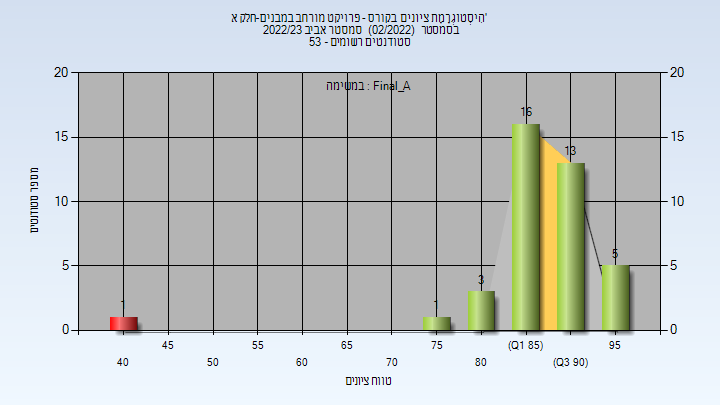 הִיסְטוֹגְרַמַת ציונים בקורס - פרויקט מורחב במבנים-חלק א'
בסמסטר (02/2022) סמסטר אביב 2022/23
סטודנטים רשומים - 53
במשימה : Final_A
20 20
15 15
10 10
5 5
0 0
מספר סטודנטים
1 1 3 16 13 5
45 55 65 75 (Q1 85) 95
40 50 60 70 80 (Q3 90)
טווח ציונים